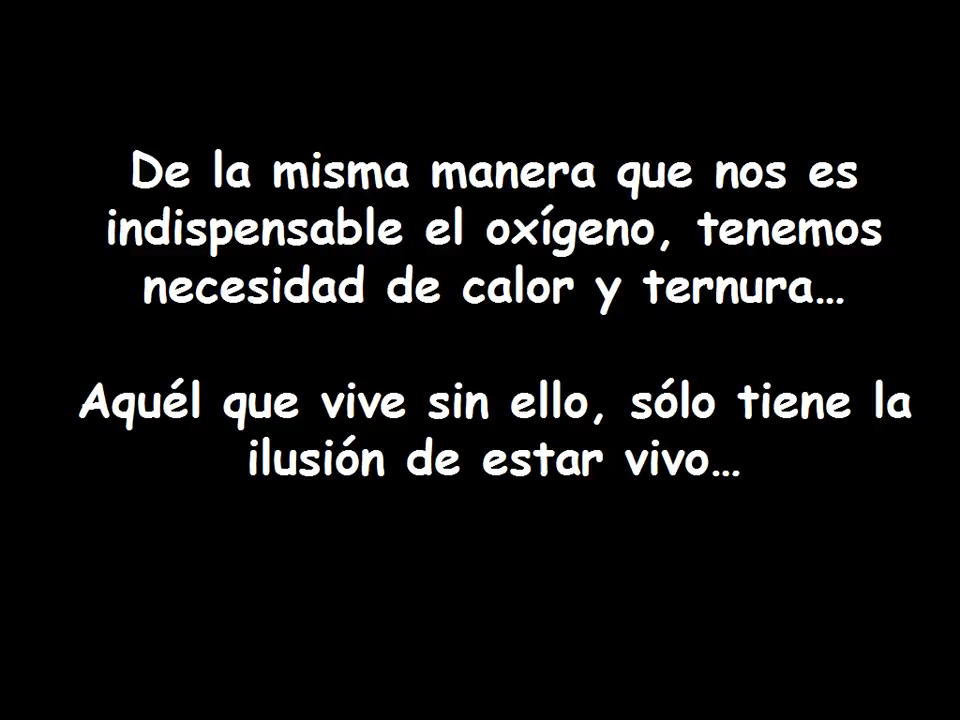 De la misma manera que nos es
indispensable el oxígeno, tenemos
necesidad de calor y ternura…
Aquél que vive sin ello, sólo tiene la
ilusión de estar vivo…